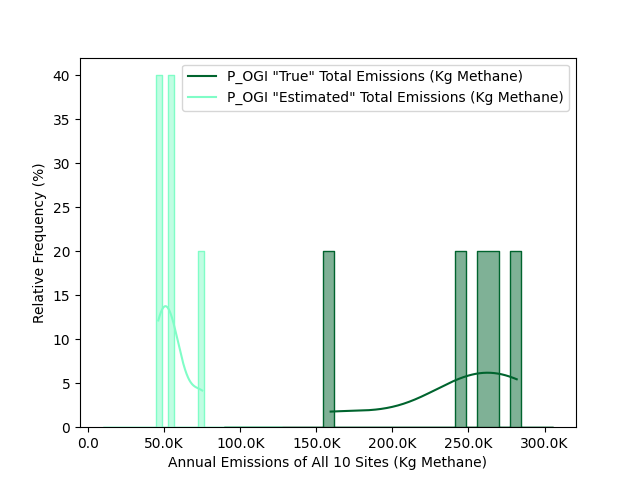 P_OGI "True" Total Emissions (Kg Methane)
P_OGI "Estimated" Total Emissions (Kg Methane)
40
35
30
25
20
15
10
5
0
Relative Frequency (%)
0.0 50.0K 100.0K 150.0K 200.0K 250.0K 300.0K
Annual Emissions of All 10 Sites (Kg Methane)